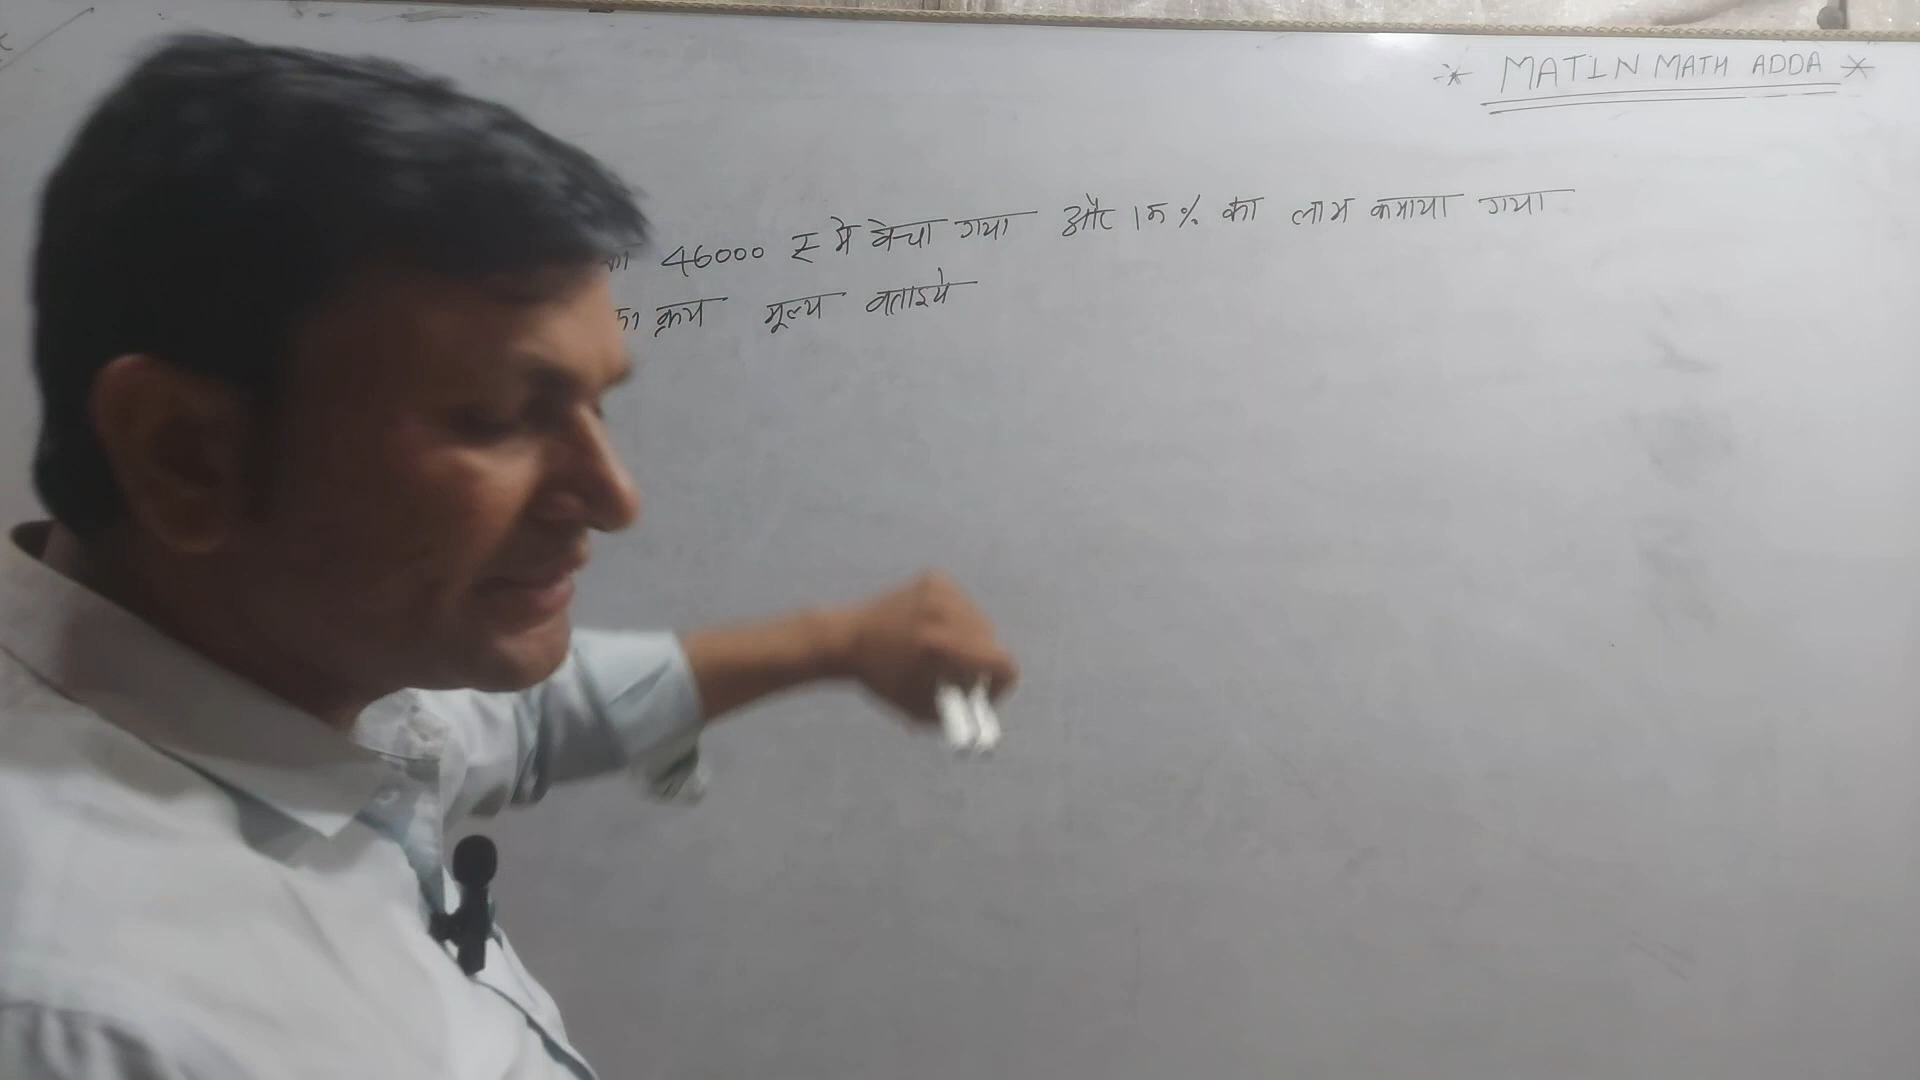 * MATIN MATH ADDA *
46000 ₹ में बेचा गया और 15% का लाभ कमाया गया
क्रय मूल्य बताइये